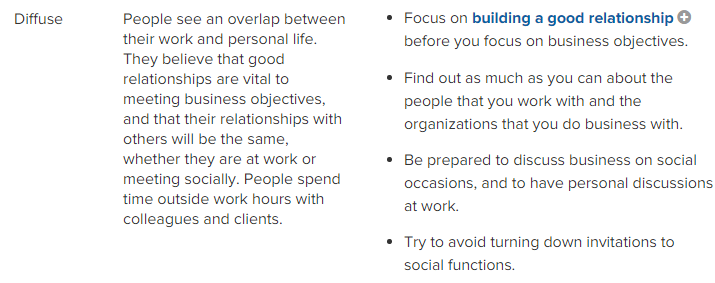 Diffuse
People see an overlap between
their work and personal life.
They believe that good
relationships are vital to
meeting business objectives,
and that their relationships with
others will be the same,
whether they are at work or
meeting socially. People spend
time outside work hours with
colleagues and clients.
• Focus on building a good relationship
before you focus on business objectives.
• Find out as much as you can about the
people that you work with and the
organizations that you do business with.
• Be prepared to discuss business on social
occasions, and to have personal discussions
at work.
• Try to avoid turning down invitations to
social functions.